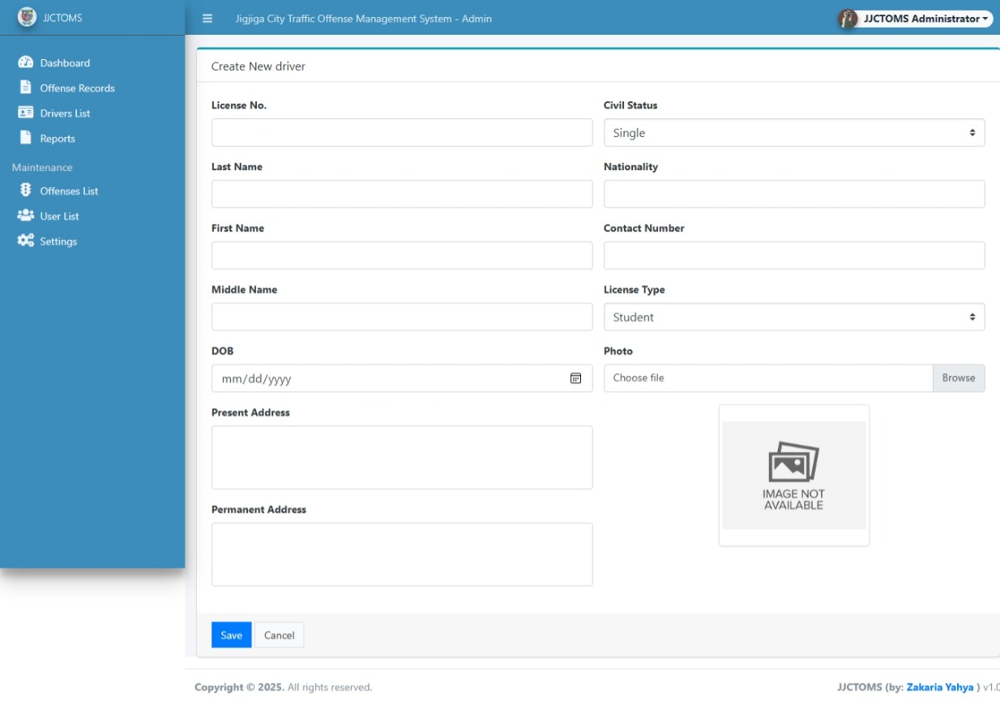 JJCTOMS
Jigjiga City Traffic Offense Management System - Admin
JJCTOMS Administrator
Dashboard
Offense Records
Drivers List
Reports
Maintenance
Offenses List
User List
Settings
Create New driver
License No.
Last Name
First Name
Middle Name
DOB
mm/dd/yyyy
Present Address
Permanent Address
Civil Status
Single
Nationality
Contact Number
License Type
Student
Photo
Choose file
Browse
IMAGE NOT
AVAILABLE
Save
Cancel
Copyright © 2025. All rights reserved.
JJCTOMS (by: Zakaria Yahya ) v1.0